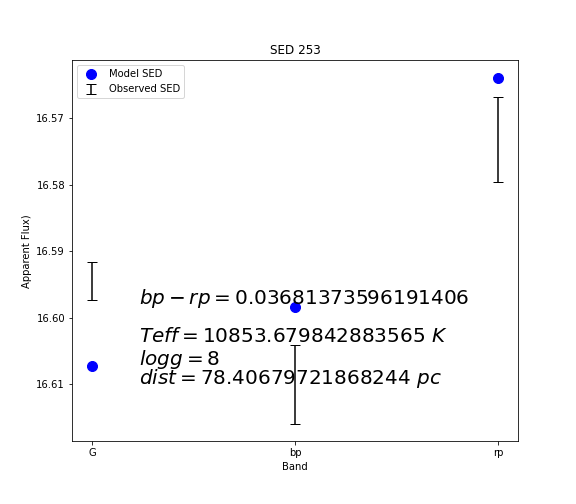 SED 253
Model SED
Observed SED
16.57
16.58
16.59
16.60
16.61
Apparent Flux)
bp − rp = 0.03681373596191406
Teff = 10853.679842883565 K
logg = 8
dist = 78.40679721868244 pc
G bp rp
Band